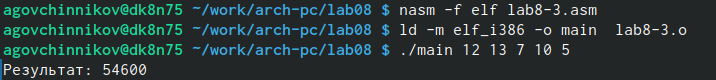 agovchinnikov@dk8n75 ~/work/arch-pc/lab08 $ nasm -f elf lab8-3.asm
agovchinnikov@dk8n75 ~/work/arch-pc/lab08 $ ld -m elf_i386 -o main  lab8-3.o
agovchinnikov@dk8n75 ~/work/arch-pc/lab08 $ ./main 12 13 7 10 5
Результат: 54600